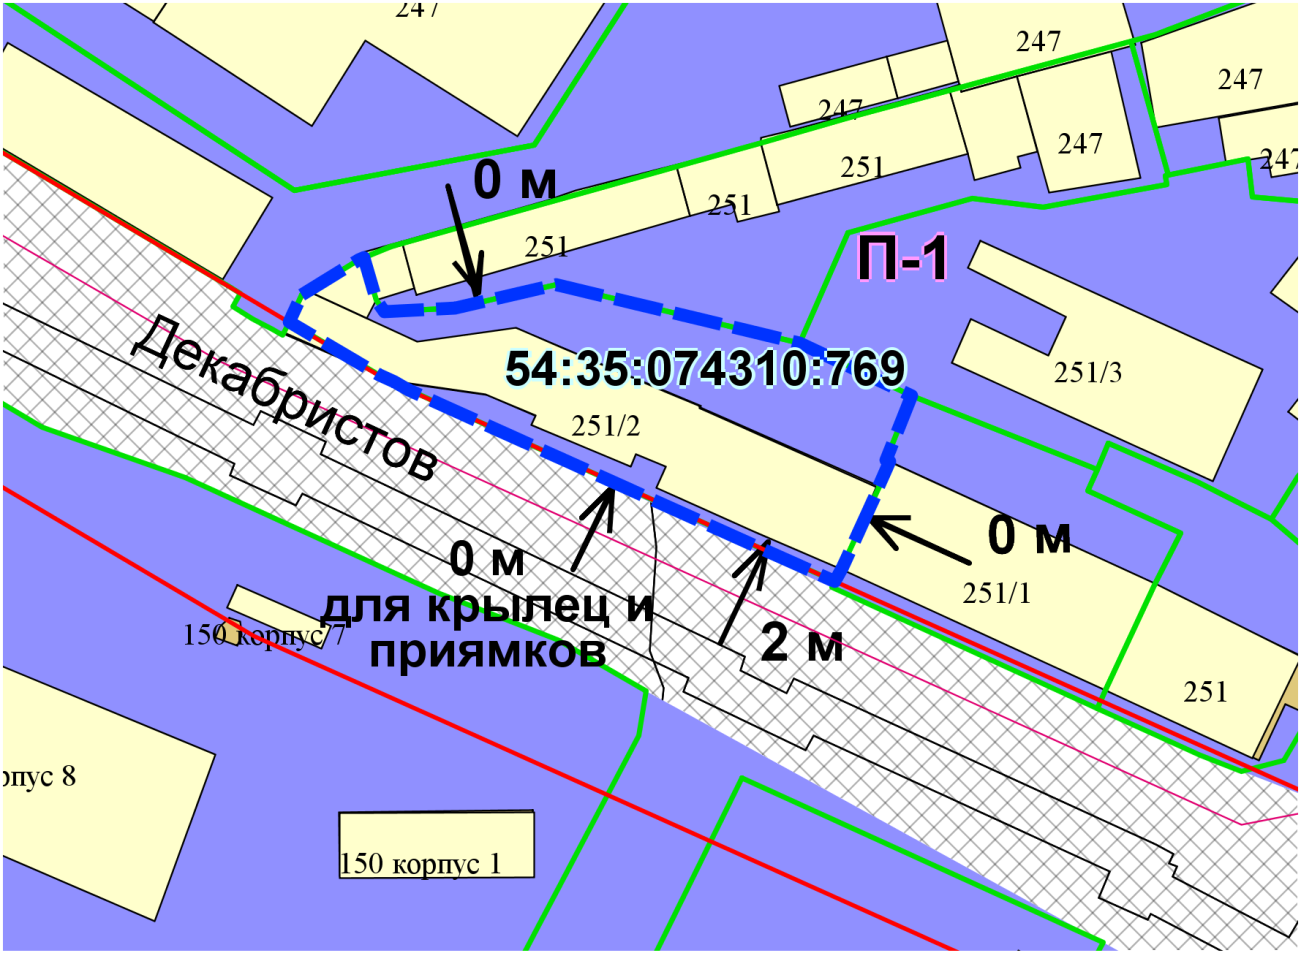 247
247
247
247
247
247
251
251
251
0 м
П-1
54:35:074310:769
251/3
251/2
Декабристов
0 м
для крылец и
приямков
2 м
0 м
251/1
251
150 корпус 7
рпус 8
150 корпус 1